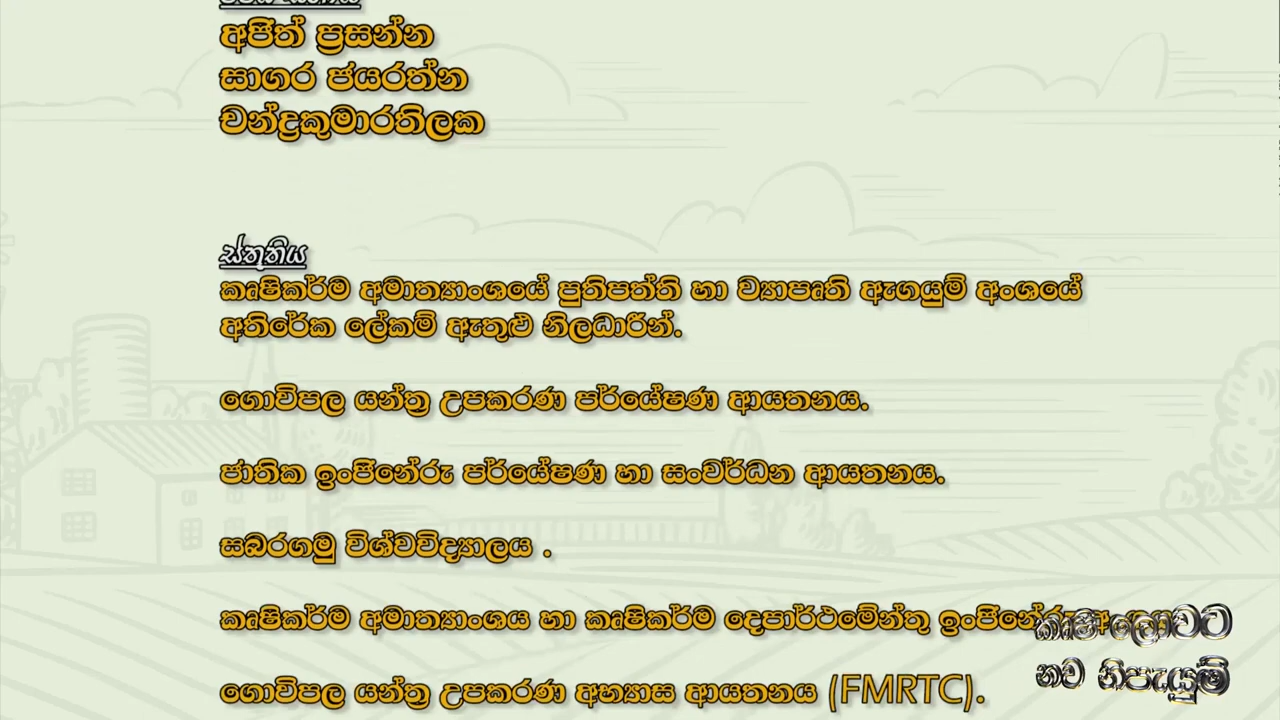 අජිත් ප්‍රසන්න
සාගර ජයරත්න
චන්ද්‍රකුමාරතිලක
ස්තූතිය
කෘෂිකර්ම අමාත්‍යාංශයේ ප්‍රතිපත්ති හා ව්‍යාපෘති ඇගයුම් අංශයේ
අතිරේක ලේකම් ඇතුළු නිලධාරීන්.
ගොවිපල යන්ත්‍ර උපකරණ පර්යේෂණ ආයතනය.
ජාතික ඉංජිනේරු පර්යේෂණ හා සංවර්ධන ආයතනය.
සබරගමු විශ්වවිද්‍යාලය .
කෘෂිකර්ම අමාත්‍යාංශය හා කෘෂිකර්ම දෙපාර්ථමේන්තු ඉංජිනේරු
ගොවිපල යන්ත්‍ර උපකරණ අභ්‍යාස ආයතනය (FMRTC).
කෘෂි ලොවට
නව නිපැයුම්